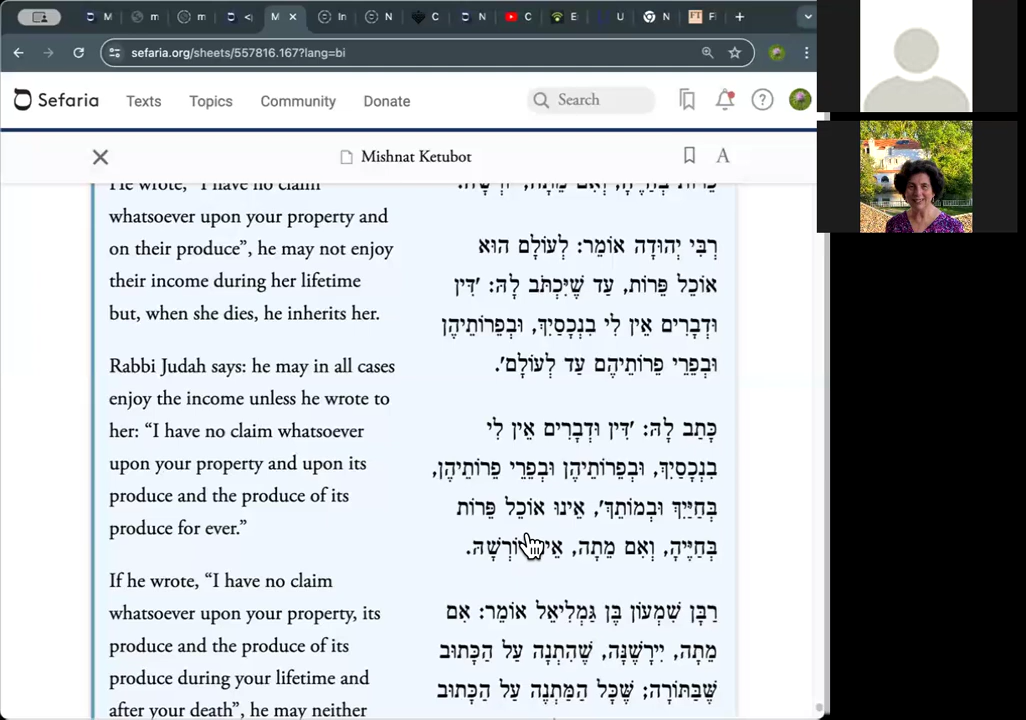 M
m
m
<
M
In
N
C
N
C
E
U
N
FT
F
sefaria.org/sheets/557816.167?lang=bi
Sefaria
Texts
Topics
Community
Donate
Search
Mishnat Ketubot
A
He wrote, “I have no claim
whatsoever upon your property and
on their produce”, he may not enjoy
their income during her lifetime
but, when she dies, he inherits her.
Rabbi Judah says: he may in all cases
enjoy the income unless he wrote to
her: “I have no claim whatsoever
upon your property and upon its
produce and the produce of its
produce for ever.”
If he wrote, “I have no claim
whatsoever upon your property, its
produce and the produce of its
produce during your lifetime and
after your death”, he may neither
רַבִּי יְהוּדָה אוֹמֵר: לְעוֹלָם הוּא
אוֹכֵל פֵּרוֹת, עַד שֶׁיִּכְתֹּב לָהּ: 'דִּין
וּדְבָרִים אֵין לִי בִנְכָסַיִךְ, וּבְפֵרוֹתֵיהֶן
וּבְפֵרֵי פֵרוֹתֵיהֶם עַד לְעוֹלָם'.
כָּתַב לָהּ: 'דִּין וּדְבָרִים אֵין לִי
בִנְכָסַיִךְ, וּבְפֵרוֹתֵיהֶן וּבְפֵרֵי פֵרוֹתֵיהֶן,
בְּחַיַּיִךְ וּבְמוֹתֵךְ', אֵינוּ אוֹכֵל פֵּרוֹת
בְּחַיֶּיהָ, וְאִם מֵתָה,
רַבָּן שִׁמְעוֹן בֶּן גַּמְלִיאֵל אוֹמֵר: אִם
מֵתָה, יִירָשֶׁנָּה, שֶׁהִתְנָה עַל הַכָּתוּב
שֶׁבַּתּוֹרָה; שֶׁכָּל הַמַּתְנֶה עַל הַכָּתוּב